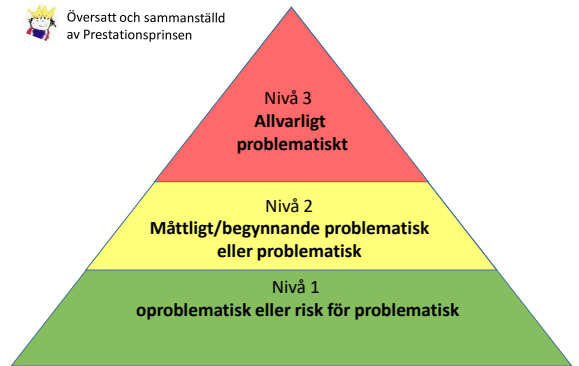 Översatt och sammanställd
av Prestationsprinsen
Nivå 3
Allvarligt
problematiskt
Nivå 2
Måttligt/begynnande problematisk
eller problematisk
Nivå 1
oproblematisk eller risk för problematisk